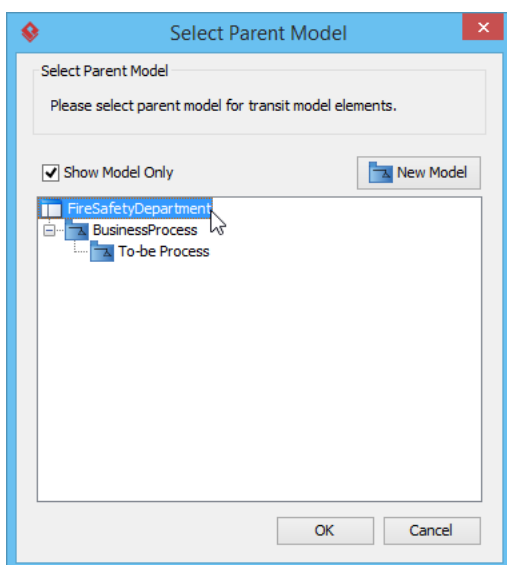 Select Parent Model
Select Parent Model
Please select parent model for transit model elements.
Show Model Only
New Model
FireSafetyDepartment
BusinessProcess
To-be Process
OK
Cancel